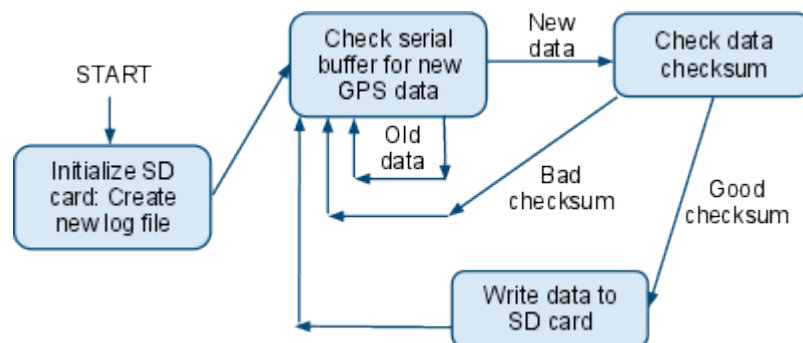 START
Initialize SD
card: Create
new log file
Check serial
buffer for new
GPS data
New
data
Check data
checksum
Old
data
Bad
checksum
Good
checksum
Write data to
SD card